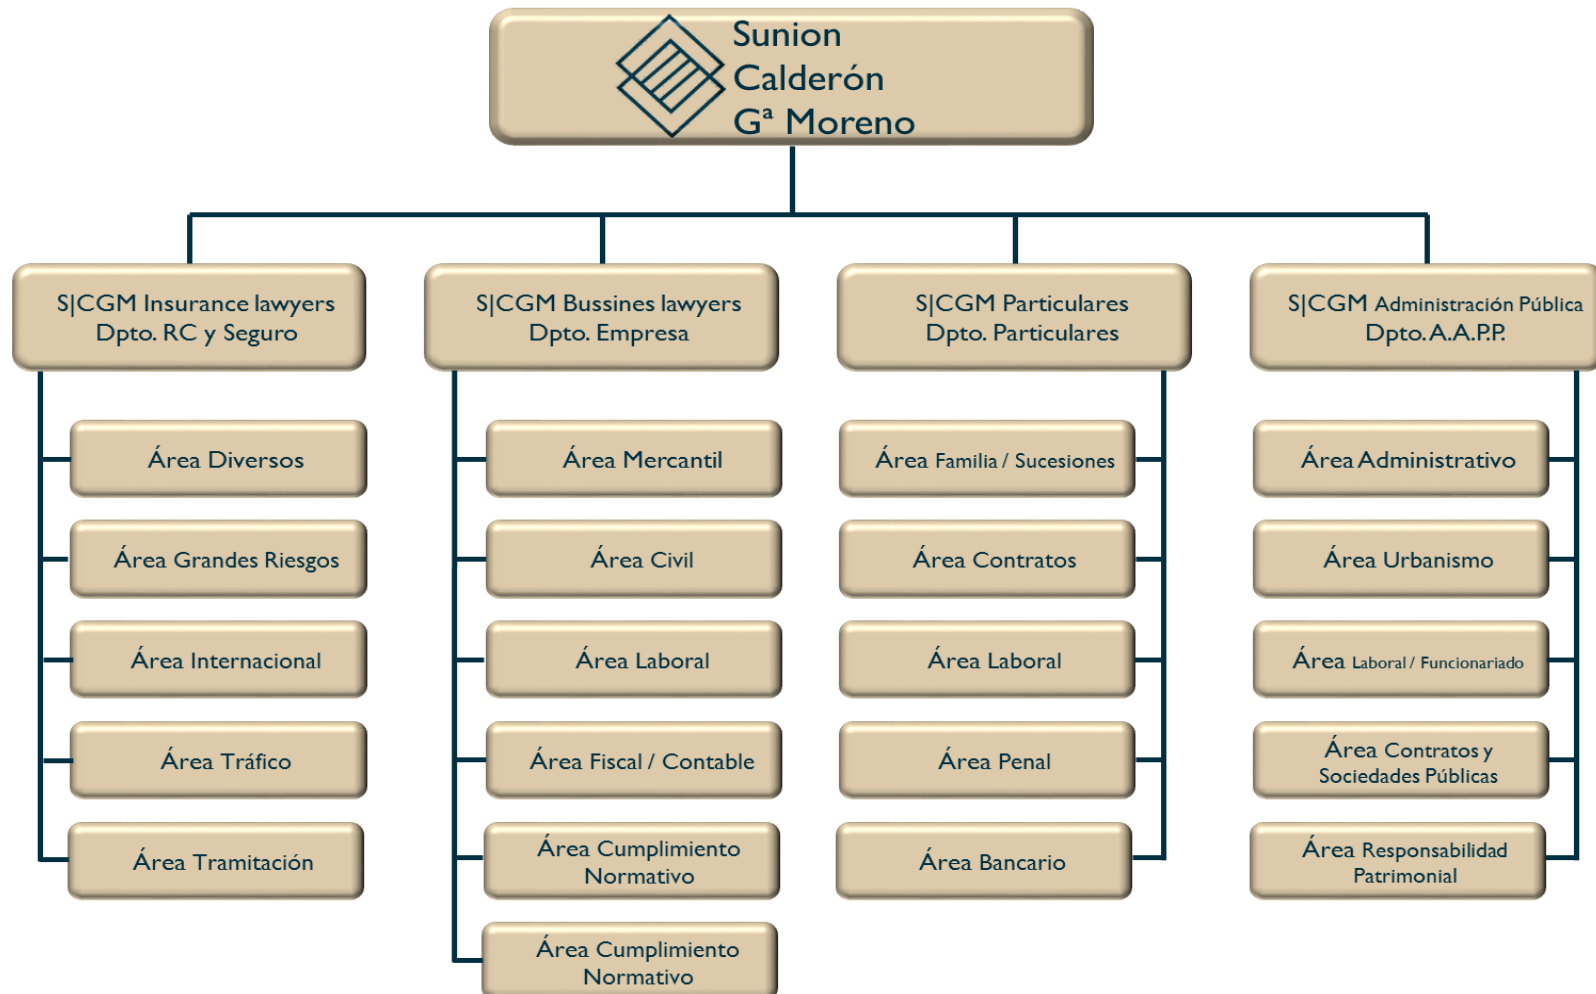 Sunion
Calderón
Gª Moreno
S|CGM Insurance lawyers
Dpto. RC y Seguro
Área Diversos
Área Grandes Riesgos
Área Internacional
Área Tráfico
Área Tramitación
S|CGM Bussines lawyers
Dpto. Empresa
Área Mercantil
Área Civil
Área Laboral
Área Fiscal / Contable
Área Cumplimiento
Normativo
Área Cumplimiento
Normativo
S|CGM Particulares
Dpto. Particulares
Área Familia / Sucesiones
Área Contratos
Área Laboral
Área Penal
Área Bancario
S|CGM Administración Pública
Dpto. A.A.P.P.
Área Administrativo
Área Urbanismo
Área Laboral / Funcionariado
Área Contratos y
Sociedades Públicas
Área Responsabilidad
Patrimonial